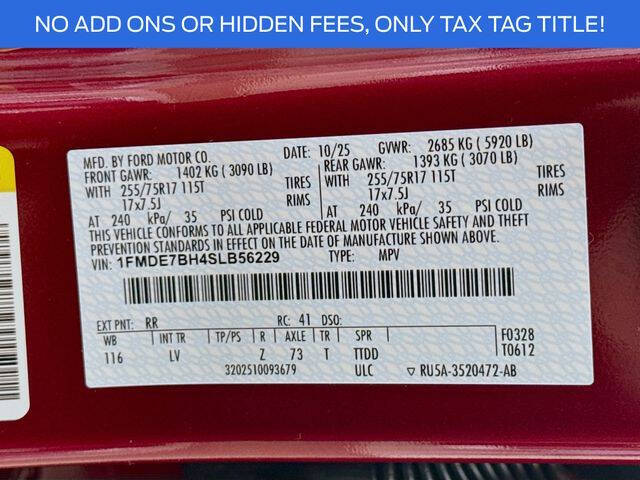 NO ADD ONS OR HIDDEN FEES, ONLY TAX TAG TITLE!
MFD. BY FORD MOTOR CO. DATE: 10/25 GVWR: 2685 KG ( 5920 LB)
FRONT GAWR: 1402 KG ( 3090 LB) REAR GAWR: 1393 KG ( 3070 LB)
WITH 255/75R17 115T TIRES WITH 255/75R17 115T TIRES
17x7.5J RIMS 17x7.5J RIMS
AT 240 kPa/ 35 PSI COLD AT 240 kPa/ 35 PSI COLD
THIS VEHICLE CONFORMS TO ALL APPLICABLE FEDERAL MOTOR VEHICLE SAFETY AND THEFT
PREVENTION STANDARDS IN EFFECT ON THE DATE OF MANUFACTURE SHOWN ABOVE.
VIN: 1FMDE7BH4SLB56229 TYPE: MPV
EXT PNT: RR RC: 41 DSO: F0328
WB INT TR TP/PS R AXLE TR SPR T0612
116 LV Z 73 T TTDD
3202510093679 ULC ▽ RU5A-3520472-AB